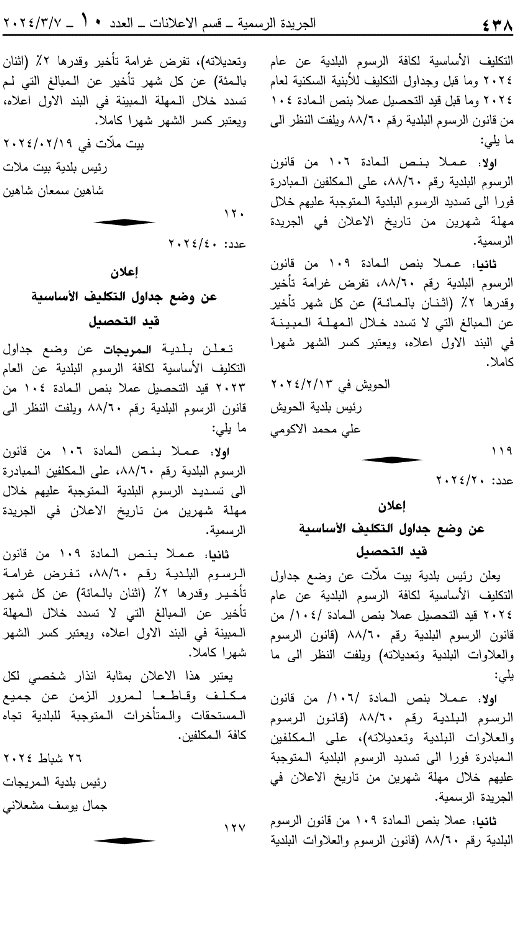 ٤٣٨
الجريدة الرسمية ـ قسم الاعلانات ـ العدد ١٠ ـ ٢٠٢٤/٣/٧
التكليف الأساسية لكافة الرسوم البلدية عن عام
٢٠٢٤ وما قبل وجداول التكليف للأبنية السكنية لعام
٢٠٢٤ وما قبل قيد التحصيل عملا بنص المادة ١٠٤
من قانون الرسوم البلدية رقم ٨٨/٦٠ ويلفت النظر الى
ما يلي:
اولا: عملا بنص المادة ١٠٦ من قانون
الرسوم البلدية رقم ٨٨/٦٠، على المكلفين المبادرة
فورا الى تسديد الرسوم البلدية المتوجبة عليهم خلال
مهلة شهرين من تاريخ الاعلان في الجريدة
الرسمية.
ثانيا: عملا بنص المادة ١٠٩ من قانون
الرسوم البلدية رقم ٨٨/٦٠، تفرض غرامة تأخير
وقدرها ٢٪ (اثنان بالمائة) عن كل شهر تأخير
عن المبالغ التي لا تسدد خلال المهلة المبينة
في البند الاول اعلاه، ويعتبر كسر الشهر شهرا
كاملا.
الحويش في ٢٠٢٤/٢/١٣
رئيس بلدية الحوش
علي محمد الاكومي
١١٩
عدد: ٢٠٢٤/٢٠
إعلان
عن وضع جداول التكليف الأساسية
قيد التحصيل
يعلن رئيس بلدية بيت ملّات عن وضع جداول
التكليف الأساسية لكافة الرسوم البلدية عن عام
٢٠٢٤ قيد التحصيل عملا بنص المادة /١٠٤/ من
قانون الرسوم البلدية رقم ٨٨/٦٠ (قانون الرسوم
والعلاوات البلدية وتعديلاته) ويلفت النظر الى ما
يلي:
اولا: عملا بنص المادة /١٠٦/ من قانون
الرسوم البلدية رقم ٨٨/٦٠ (قانون الرسوم
والعلاوات البلدية وتعديلاته)، على المكلفين
المبادرة فورا الى تسديد الرسوم البلدية المتوجبة
عليهم خلال مهلة شهرين من تاريخ الاعلان في
الجريدة الرسمية.
ثانيا: عملا بنص المادة ١٠٩ من قانون الرسوم
البلدية رقم ٨٨/٦٠ (قانون الرسوم والعلاوات البلدية
وتعديلاته)، تفرض غرامة تأخير وقدرها ٢٪ (اثنان
بالمئة) عن كل شهر تأخير عن المبالغ التي لم
تسدد خلال المهلة المبينة في البند الاول اعلاه،
ويعتبر كسر الشهر شهرا كاملا.
بيت ملّات في ٢٠٢٤/٠٢/١٩
رئيس بلدية بيت ملات
شاهين سمعان شاهين
١٢٠
عدد: ٢٠٢٤/٤٠
إعلان
عن وضع جداول التكليف الأساسية
قيد التحصيل
تعلن بلدية المريجات عن وضع جداول
التكليف الأساسية لكافة الرسوم البلدية عن العام
٢٠٢٣ قيد التحصيل عملا بنص المادة ١٠٤ من
قانون الرسوم البلدية رقم ٨٨/٦٠ ويلفت النظر الى
ما يلي:
اولا: عملا بنص المادة ١٠٦ من قانون
الرسوم البلدية رقم ٨٨/٦٠، على المكلفين المبادرة
الى تسديد الرسوم البلدية المتوجبة عليهم خلال
مهلة شهرين من تاريخ الاعلان في الجريدة
الرسمية.
ثانيا: عملا بنص المادة ١٠٩ من قانون
الرسوم البلدية رقم ٨٨/٦٠، تفرض غرامة
تأخير وقدرها ٢٪ (اثنان بالمائة) عن كل شهر
تأخير عن المبالغ التي لا تسدد خلال المهلة
المبينة في البند الاول اعلاه، ويعتبر كسر الشهر
شهرا كاملا.
يعتبر هذا الاعلان بمثابة انذار شخصي لكل
مكلف وقاطعا لمرور الزمن عن جميع
المستحقات والمتأخرات المتوجبة للبلدية تجاه
كافة المكلفين.
٢٦ شباط ٢٠٢٤
رئيس بلدية المريجات
جمال يوسف مشعلاني
١٢٧